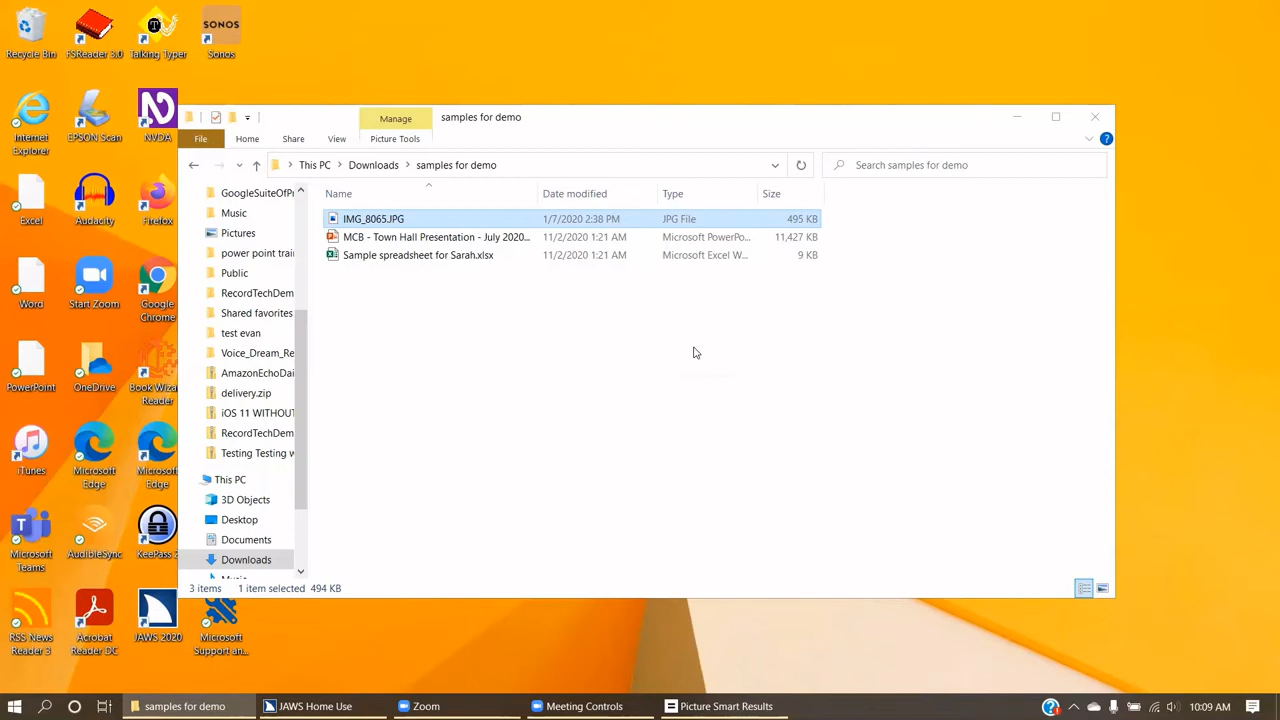 Recycle Bin
FSReader 3.0
Talking Typer
SONOS
Sonos
Internet Explorer
EPSON Scan
NVDA
Excel
Audacity
Firefox
Word
Start Zoom
Google Chrome
PowerPoint
OneDrive
Book Wiza
Reader
iTunes
Microsoft Edge
Microsoft
Edge
Microsoft Teams
AudibleSync
KeePass 2
RSS News Reader 3
Acrobat Reader DC
JAWS 2020
Microsoft Support an...
Manage
samples for demo
File
Home
Share
View
Picture Tools
This PC
Downloads
samples for demo
Search samples for demo
Name
Date modified
Type
Size
IMG_8065.JPG 1/7/2020 2:38 PM JPG File 495 KB
MCB - Town Hall Presentation - July 2020... 11/2/2020 1:21 AM Microsoft PowerPo... 11,427 KB
Sample spreadsheet for Sarah.xlsx 11/2/2020 1:21 AM Microsoft Excel W... 9 KB
GoogleSuiteOfP
Music
Pictures
power point trai
Public
RecordTechDem
Shared favorites
test evan
Voice_Dream_Re
AmazonEchoDai
delivery.zip
iOS 11 WITHOUT
RecordTechDem
Testing Testing w
This PC
3D Objects
Desktop
Documents
Downloads
Music
3 items 1 item selected 494 KB
samples for demo
JAWS Home Use
Zoom
Meeting Controls
Picture Smart Results
10:09 AM